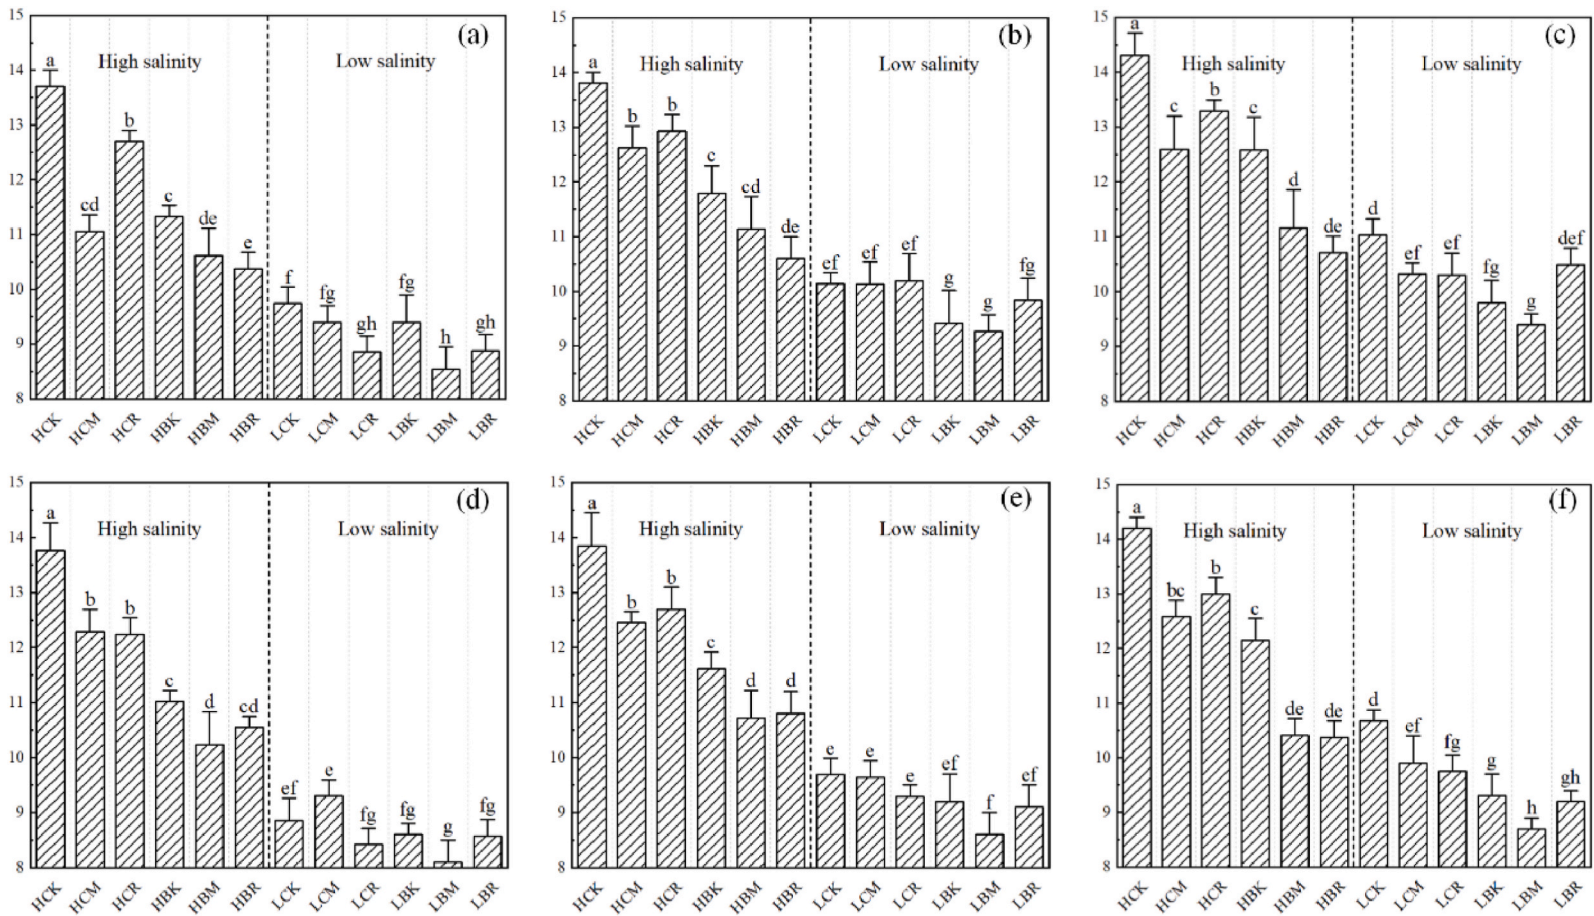 (a)
High salinity
Low salinity
15
14
13
12
11
10
9
8
a
cd
b
c
de
e
f
fg
gh
fg
h
gh
HCK
HCM
HCR
HBK
HBM
HBR
LCK
LCM
LCR
LBK
LBM
LBR
(b)
High salinity
Low salinity
15
14
13
12
11
10
9
8
a
b
b
c
cd
de
ef
ef
ef
g
g
fg
HCK
HCM
HCR
HBK
HBM
HBR
LCK
LCM
LCR
LBK
LBM
LBR
(c)
High salinity
Low salinity
15
14
13
12
11
10
9
8
a
c
b
c
d
de
d
ef
ef
fg
g
def
HCK
HCM
HCR
HBK
HBM
HBR
LCK
LCM
LCR
LBK
LBM
LBR
(d)
High salinity
Low salinity
15
14
13
12
11
10
9
8
a
b
b
c
d
cd
ef
e
fg
fg
g
fg
HCK
HCM
HCR
HBK
HBM
HBR
LCK
LCM
LCR
LBK
LBM
LBR
(e)
High salinity
Low salinity
15
14
13
12
11
10
9
8
a
b
b
c
d
d
e
e
e
ef
f
ef
HCK
HCM
HCR
HBK
HBM
HBR
LCK
LCM
LCR
LBK
LBM
LBR
(f)
High salinity
Low salinity
15
14
13
12
11
10
9
8
a
bc
b
c
de
de
d
ef
fg
g
h
gh
HCK
HCM
HCR
HBK
HBM
HBR
LCK
LCM
LCR
LBK
LBM
LBR